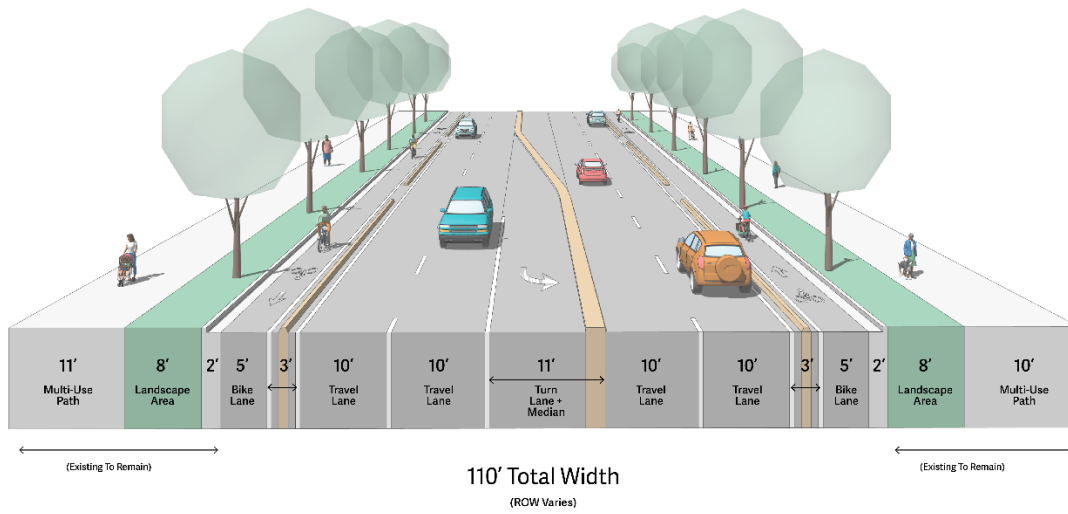 11′ 8′ 2′ 5′ 3′ 10′ 10′ 11′ 10′ 10′ 3′ 5′ 2′ 8′ 10′
Multi-Use Path
Landscape Area
Bike Lane
Travel Lane
Travel Lane
Turn Lane + Median
Travel Lane
Travel Lane
Bike Lane
Landscape Area
Multi-Use Path
(Existing To Remain)
(Existing To Remain)
110′ Total Width
(ROW Varies)